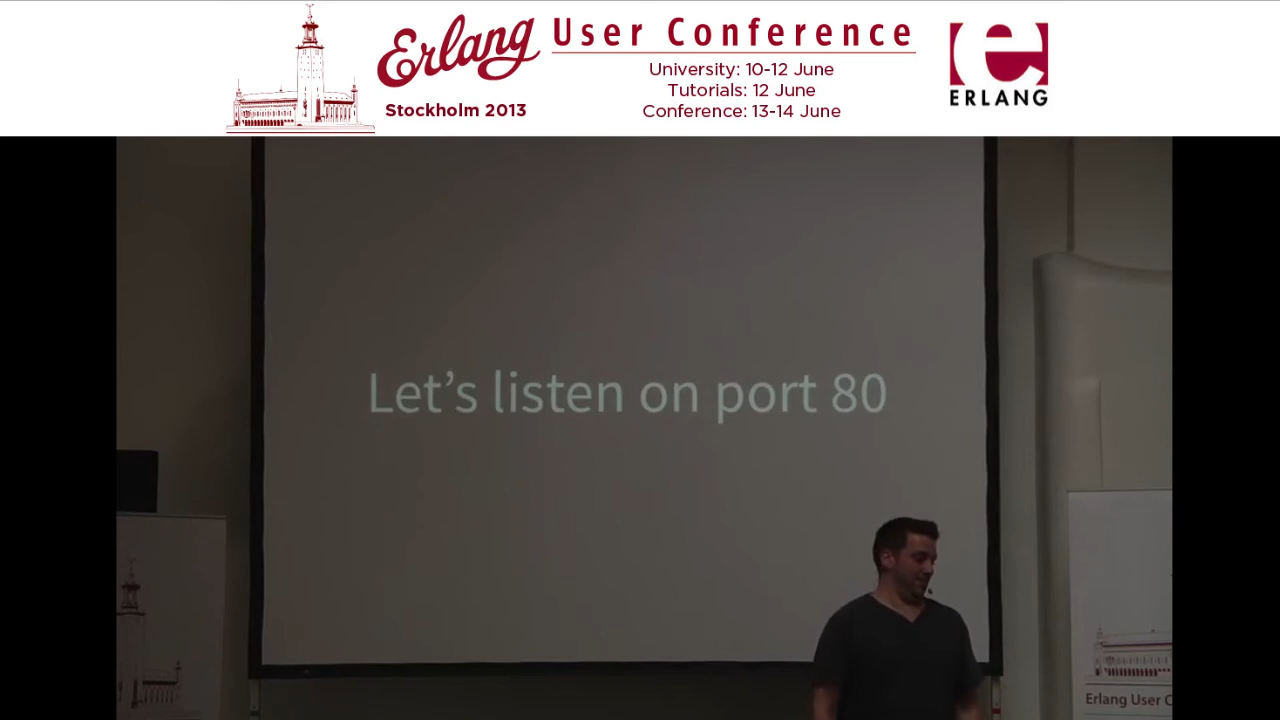 Erlang User Conference
Stockholm 2013
University: 10-12 June
Tutorials: 12 June
Conference: 13-14 June
ERLANG
Let's listen on port 80
Erlang User C